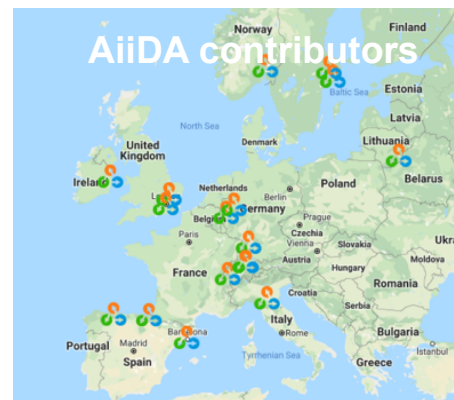 AiiDA contributors
Norway
Finland
Baltic Sea
Estonia
Latvia
North Sea
Denmark
Lithuania
United
Kingdom
Ireland
Netherlands
Berlin
Poland
Belarus
Belgium
Germany
Paris
Prague
Czechia
Vienna
Slovakia
Ukra
Austria
Hungary
Moldova
France
Romania
Croatia
Serbia
Italy
Barcelona
Rome
Bulgaria
Portugal
Madrid
Tyrrhenian Sea
Istanbul
Spain
Greece